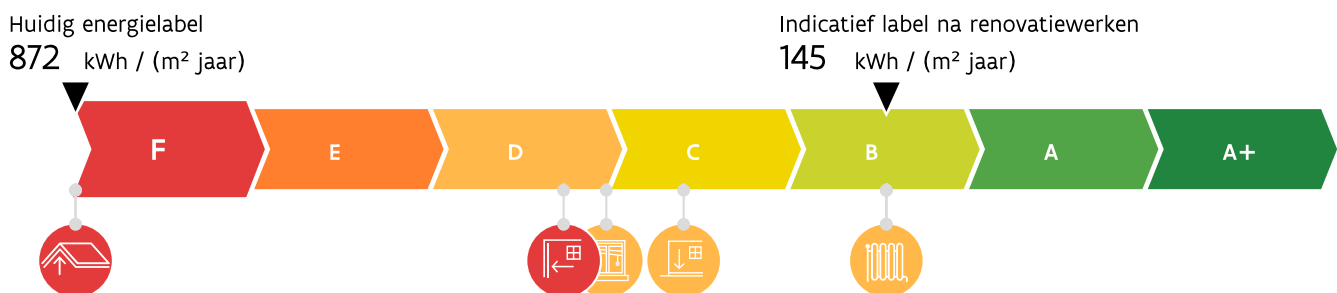 Huidig energielabel
872 kWh / (m² jaar)
Indicatief label na renovatiewerken
145 kWh / (m² jaar)
F E D C B A A+